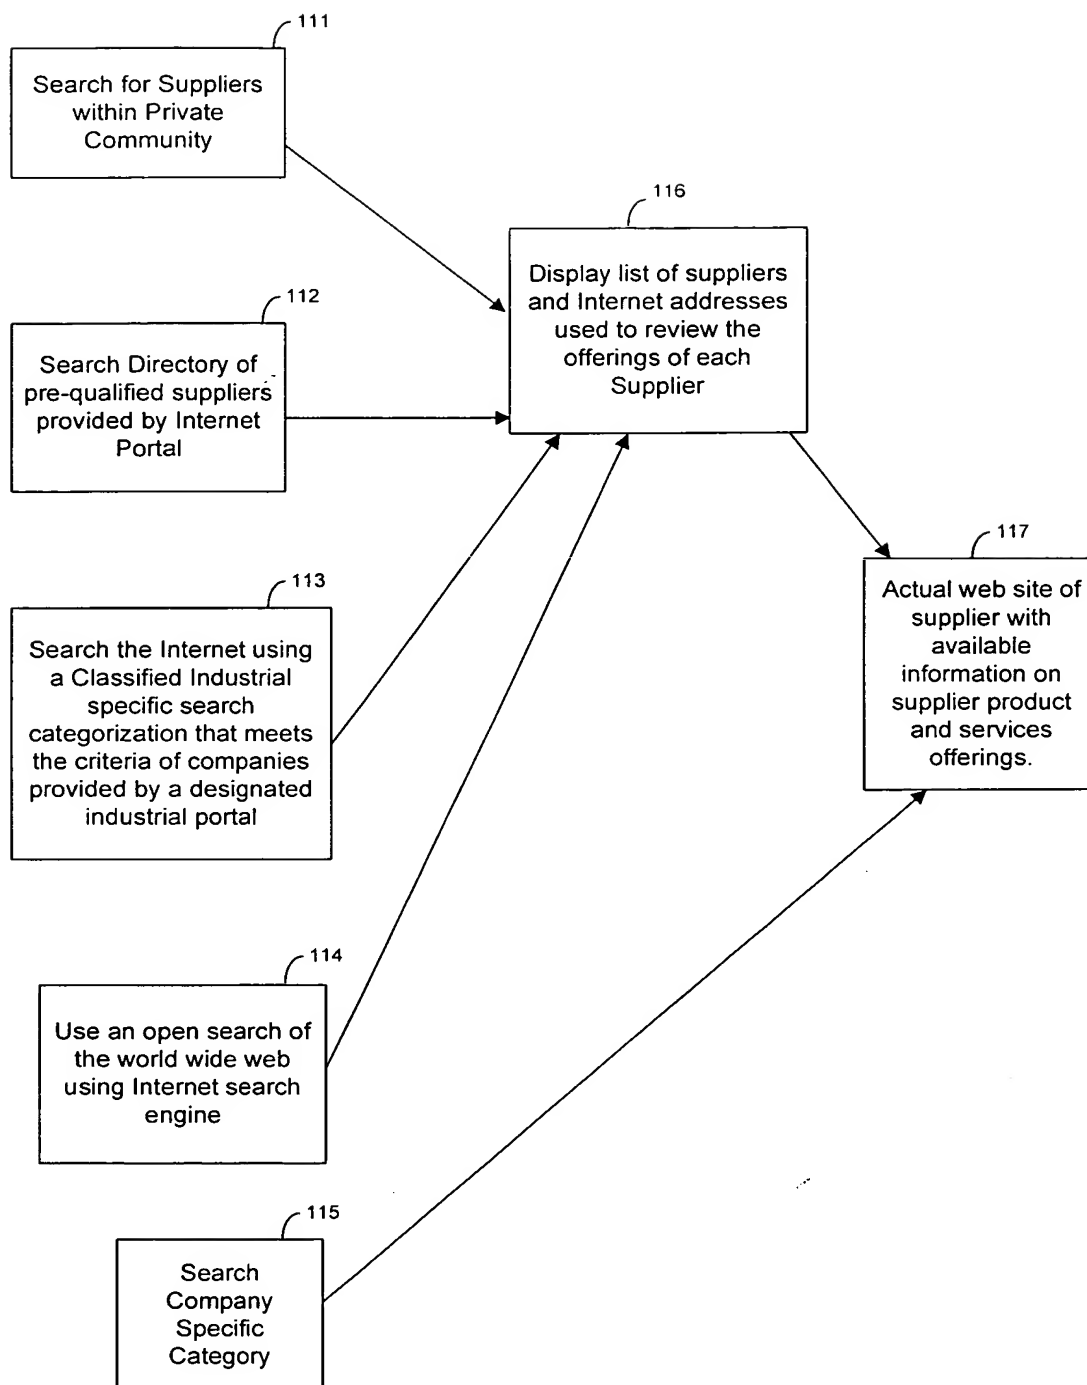 111
Search for Suppliers
within Private
Community
116
Display list of suppliers
and Internet addresses
used to review the
offerings of each
Supplier
112
Search Directory of
pre-qualified suppliers
provided by Internet
Portal
117
Actual web site of
supplier with
available
information on
supplier product
and services
offerings.
113
Search the Internet using
a Classified Industrial
specific search
categorization that meets
the criteria of companies
provided by a designated
industrial portal
114
Use an open search of
the world wide web
using Internet search
engine
115
Search
Company
Specific
Category